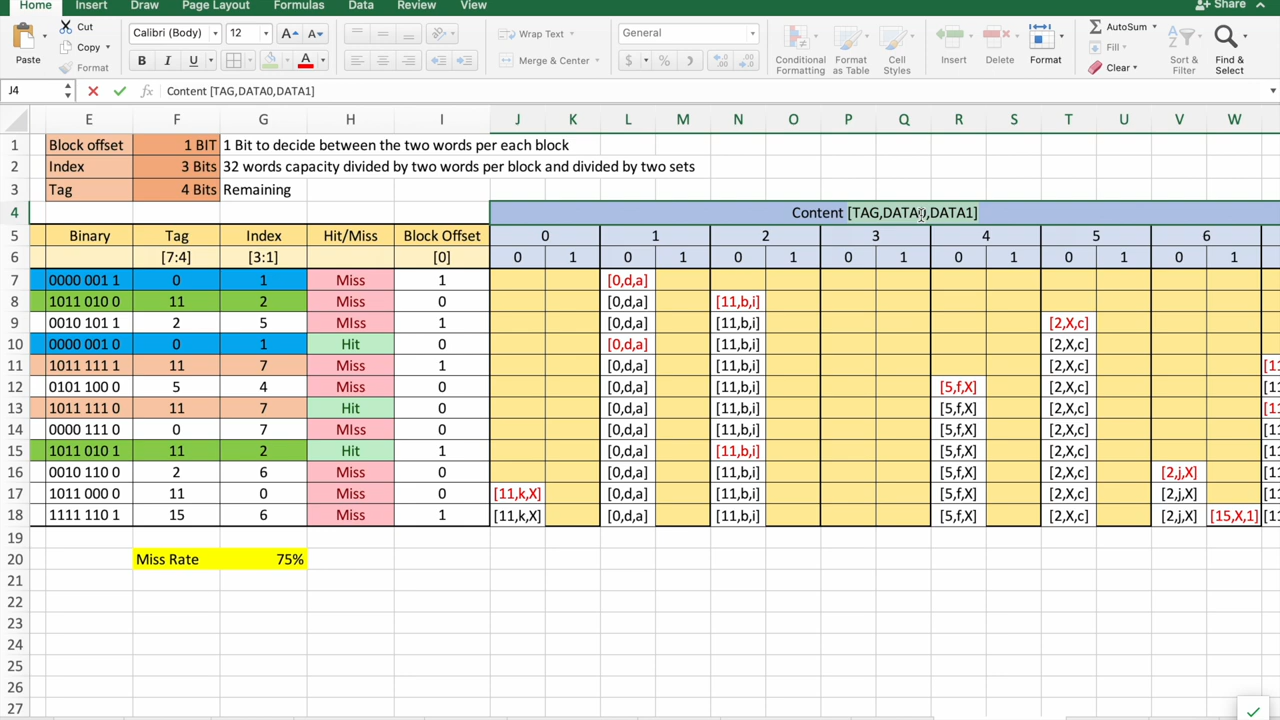 Home Insert Draw Page Layout Formulas Data Review View Share
Cut Calibri (Body) 12 A A Wrap Text General AutoSum
Copy Fill
Paste Format B I U A Merge & Center $ % Conditional Formatting Format as Table Cell Styles Insert Delete Format Clear Sort & Filter Find & Select
J4 fx Content [TAG,DATA0,DATA1]
E F G H I J K L M N O P Q R S T U V W
1 Block offset 1 BIT 1 Bit to decide between the two words per each block
2 Index 3 Bits 32 words capacity divided by two words per block and divided by two sets
3 Tag 4 Bits Remaining
4 Content [TAG,DATA0,DATA1]
5 Binary Tag Index Hit/Miss Block Offset 0 1 2 3 4 5 6
6 [7:4] [3:1] [0] 0 1 0 1 0 1 0 1 0 1 0 1 0 1
7 0000 001 1 0 1 Miss 1 [0,d,a]
8 1011 010 0 11 2 Miss 0 [0,d,a] [11,b,i]
9 0010 101 1 2 5 MIss 1 [0,d,a] [11,b,i] [2,X,c]
10 0000 001 1 0 1 Hit 0 [0,d,a] [11,b,i] [2,X,c]
11 1011 111 1 11 7 Miss 1 [0,d,a] [11,b,i] [2,X,c] [11
12 0101 100 0 5 4 Miss 0 [0,d,a] [11,b,i] [5,f,X] [2,X,c] [11
13 1011 111 0 11 7 Hit 0 [0,d,a] [11,b,i] [5,f,X] [2,X,c] [11
14 0000 111 0 0 7 MIss 0 [0,d,a] [11,b,i] [5,f,X] [2,X,c] [11
15 1011 010 1 11 2 Hit 1 [0,d,a] [11,b,i] [5,f,X] [2,X,c] [11
16 0010 110 0 2 6 Miss 0 [0,d,a] [11,b,i] [5,f,X] [2,X,c] [2,j,X] [11
17 1011 000 0 11 0 Miss 0 [11,k,X] [0,d,a] [11,b,i] [5,f,X] [2,X,c] [2,j,X] [11
18 1111 110 1 15 6 Miss 1 [11,k,X] [0,d,a] [11,b,i] [5,f,X] [2,X,c] [2,j,X] [15,X,1] [11
19
20 Miss Rate 75%
21
22
23
24
25
26
27